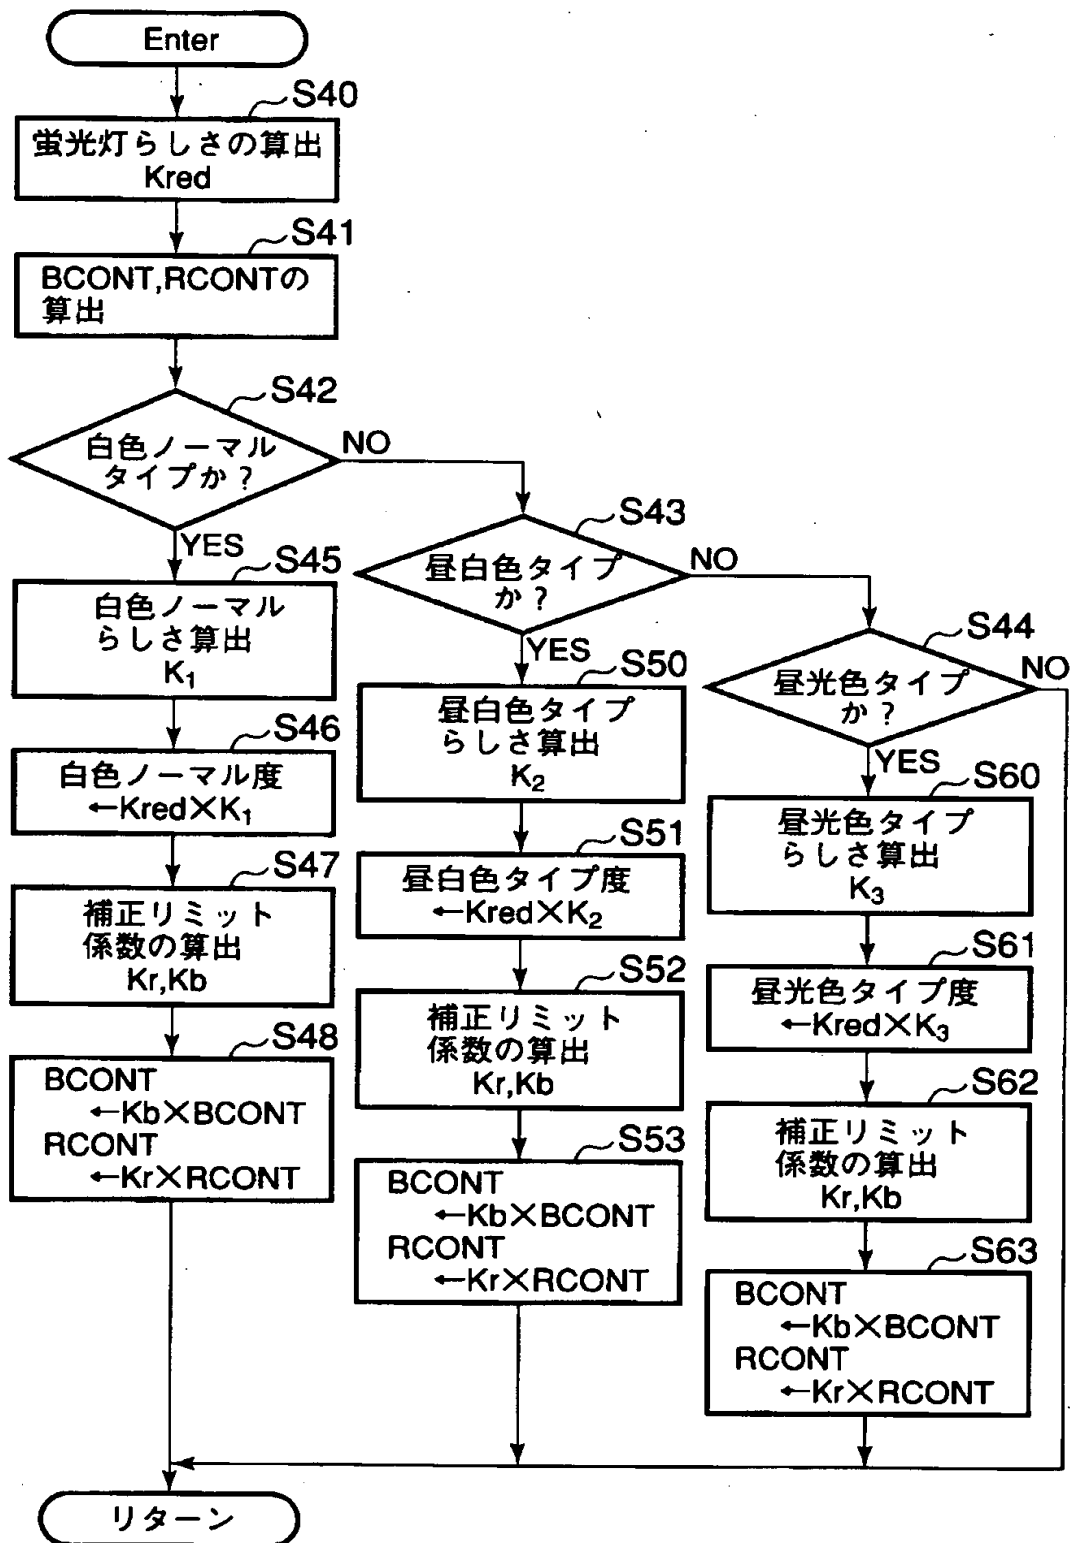 Enter
S40
蛍光灯らしさの算出
Kred
S41
BCONT,RCONTの
算出
S42
白色ノーマル
タイプか?
NO
YES
S43
昼白色タイプ
か?
NO
YES
S44
昼光色タイプ
か?
NO
YES
S45
白色ノーマル
らしさ算出
K₁
S46
白色ノーマル度
←Kred×K₁
S47
補正リミット
係数の算出
Kr,Kb
S48
BCONT
←Kb×BCONT
RCONT
←Kr×RCONT
S50
昼白色タイプ
らしさ算出
K₂
S51
昼白色タイプ度
←Kred×K₂
S52
補正リミット
係数の算出
Kr,Kb
S53
BCONT
←Kb×BCONT
RCONT
←Kr×RCONT
S60
昼光色タイプ
らしさ算出
K₃
S61
昼光色タイプ度
←Kred×K₃
S62
補正リミット
係数の算出
Kr,Kb
S63
BCONT
←Kb×BCONT
RCONT
←Kr×RCONT
リターン